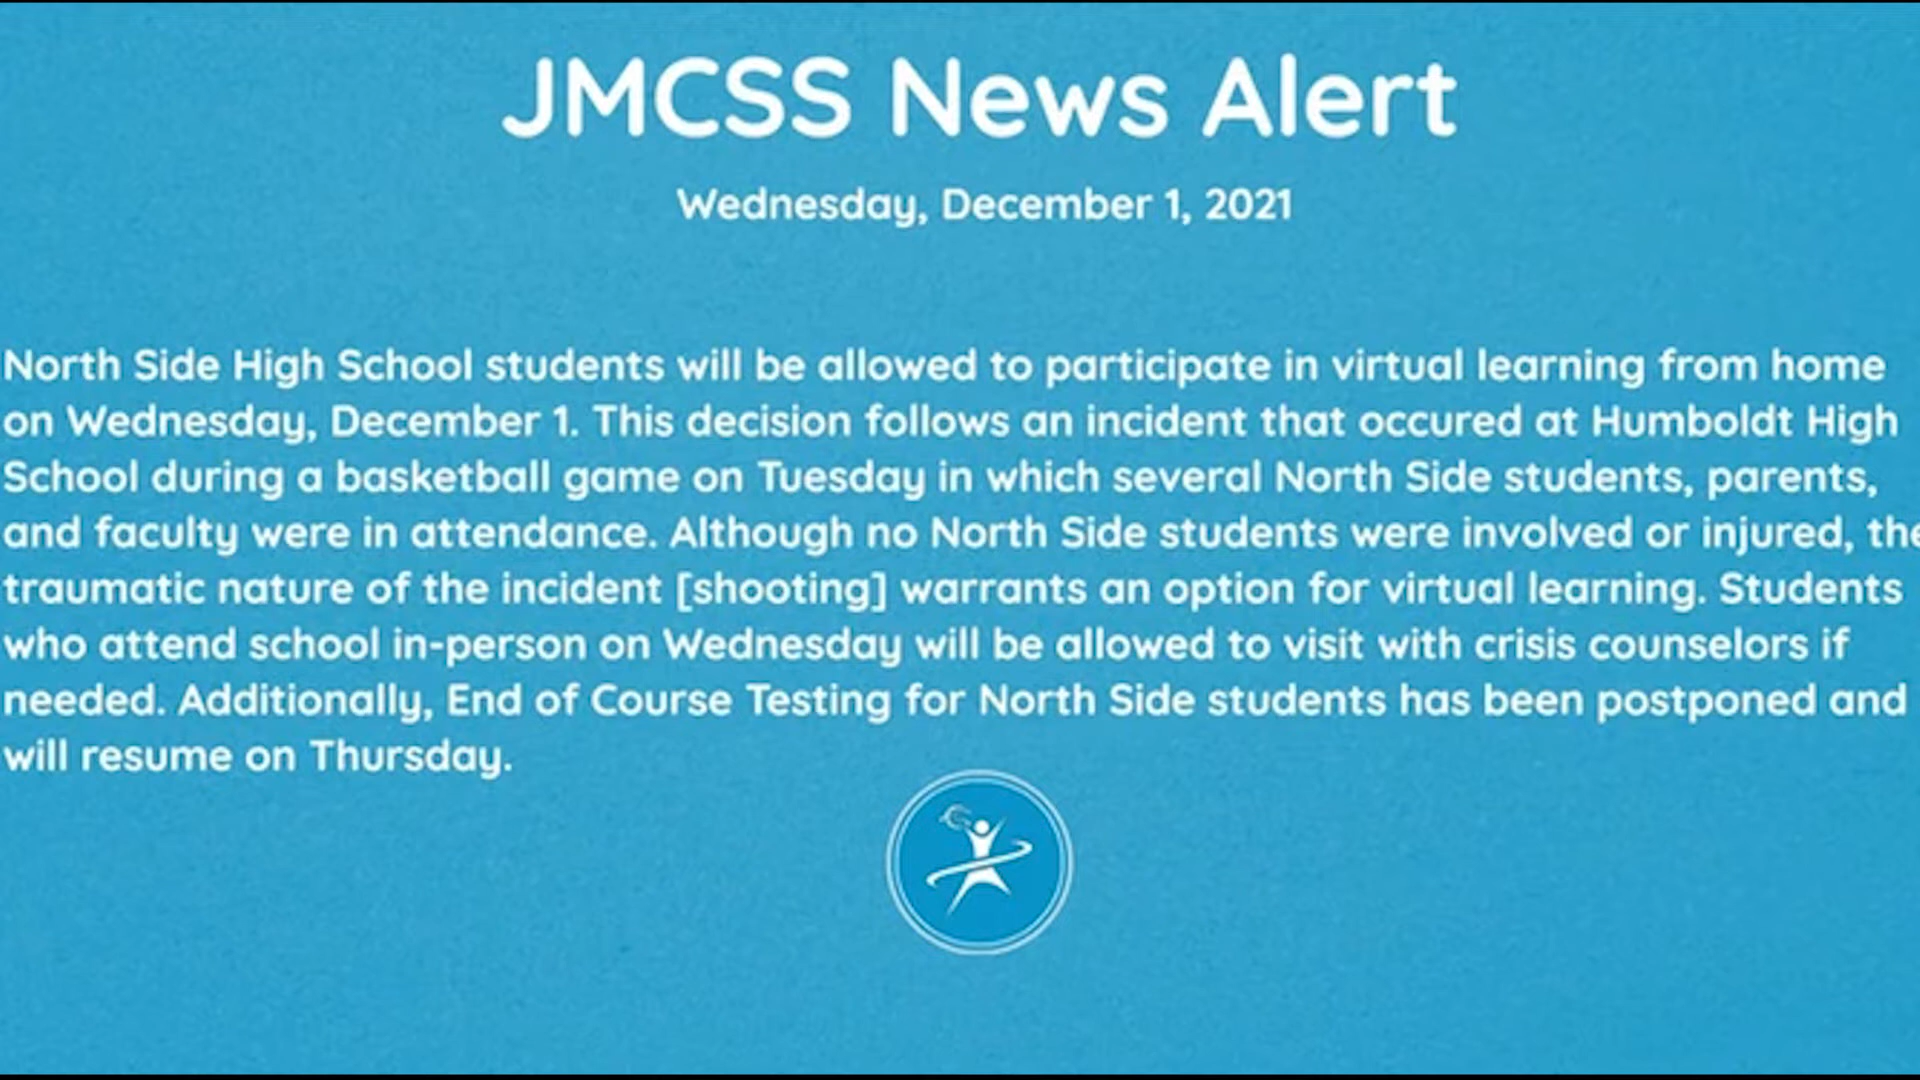 JMCSS News Alert
Wednesday, December 1, 2021
North Side High School students will be allowed to participate in virtual learning from home
on Wednesday, December 1. This decision follows an incident that occured at Humboldt High
School during a basketball game on Tuesday in which several North Side students, parents,
and faculty were in attendance. Although no North Side students were involved or injured, the
traumatic nature of the incident [shooting] warrants an option for virtual learning. Students
who attend school in-person on Wednesday will be allowed to visit with crisis counselors if
needed. Additionally, End of Course Testing for North Side students has been postponed and
will resume on Thursday.